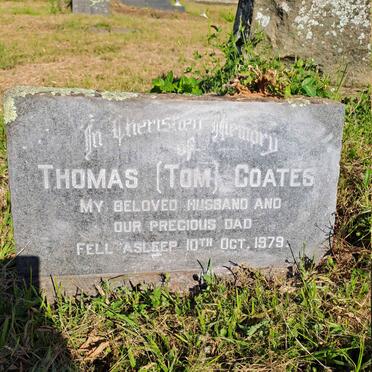 In Cherished Memory
of
THOMAS (TOM) COATES
MY BELOVED HUSBAND AND
OUR PRECIOUS DAD
FELL ASLEEP 10TH OCT, 1979